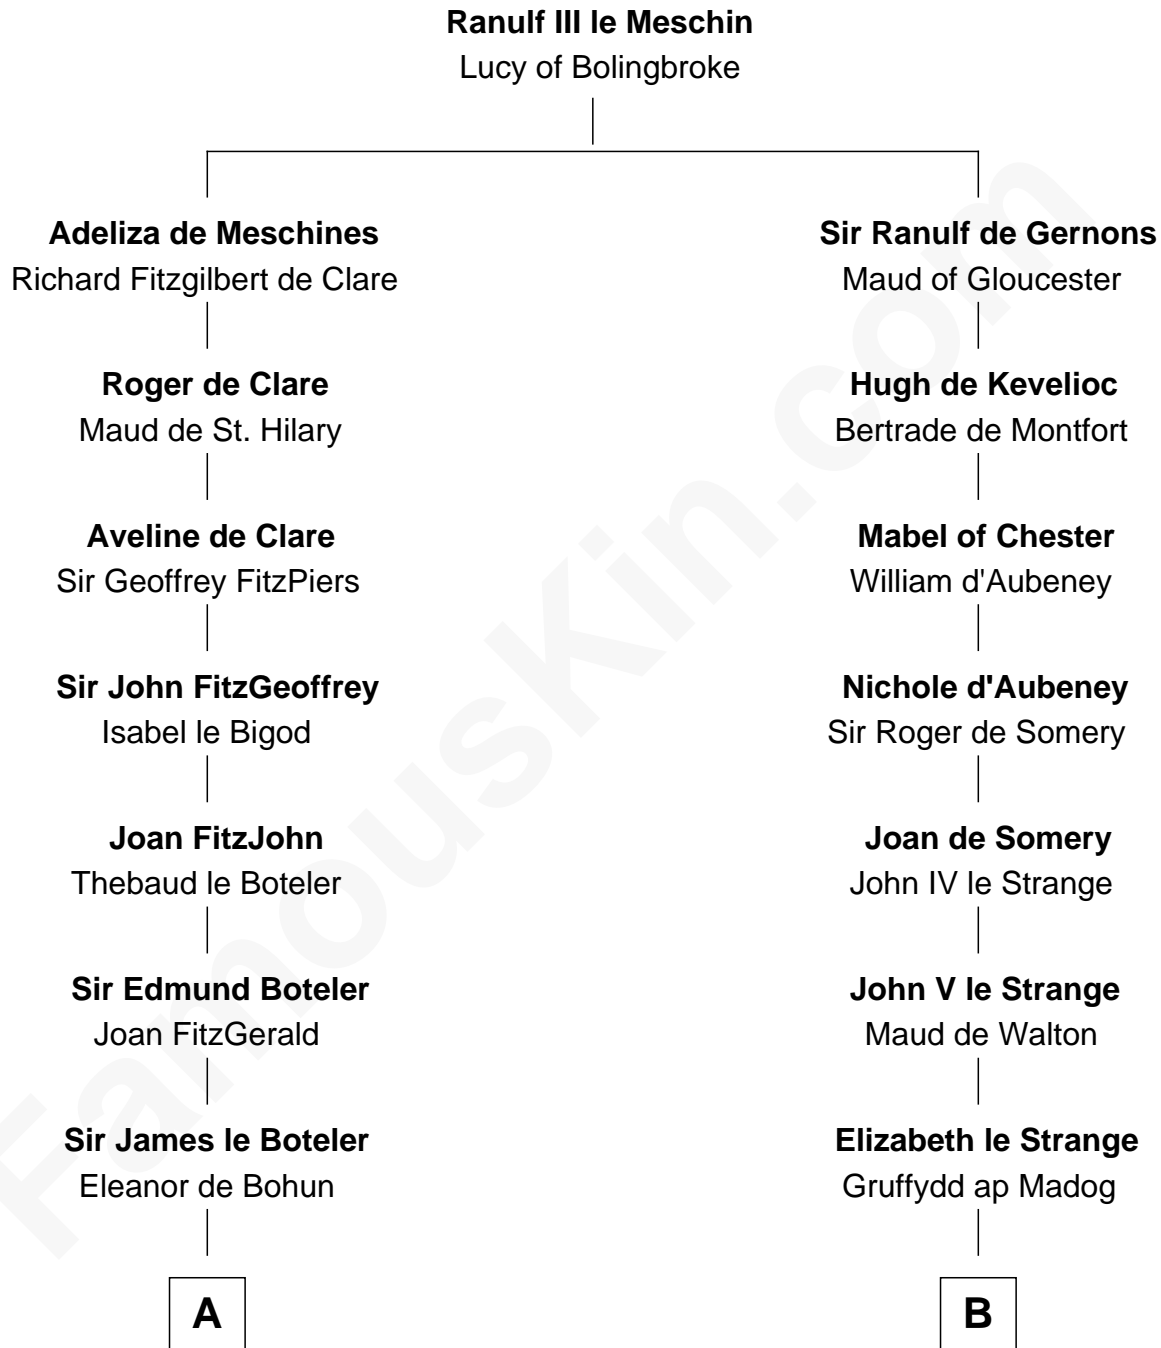 Ranulf III le Meschin
Lucy of Bolingbroke
Adeliza de Meschines
Richard Fitzgilbert de Clare
Sir Ranulf de Gernons
Maud of Gloucester
Roger de Clare
Maud de St. Hilary
Hugh de Kevelioc
Bertrade de Montfort
Aveline de Clare
Sir Geoffrey FitzPiers
Mabel of Chester
William d'Aubeney
Sir John FitzGeoffrey
Isabel le Bigod
Nichole d'Aubeney
Sir Roger de Somery
Joan FitzJohn
Thebaud le Boteler
Joan de Somery
John IV le Strange
Sir Edmund Boteler
Joan FitzGerald
John V le Strange
Maud de Walton
Sir James le Boteler
Eleanor de Bohun
Elizabeth le Strange
Gruffydd ap Madog
A
B
FamousKin.com